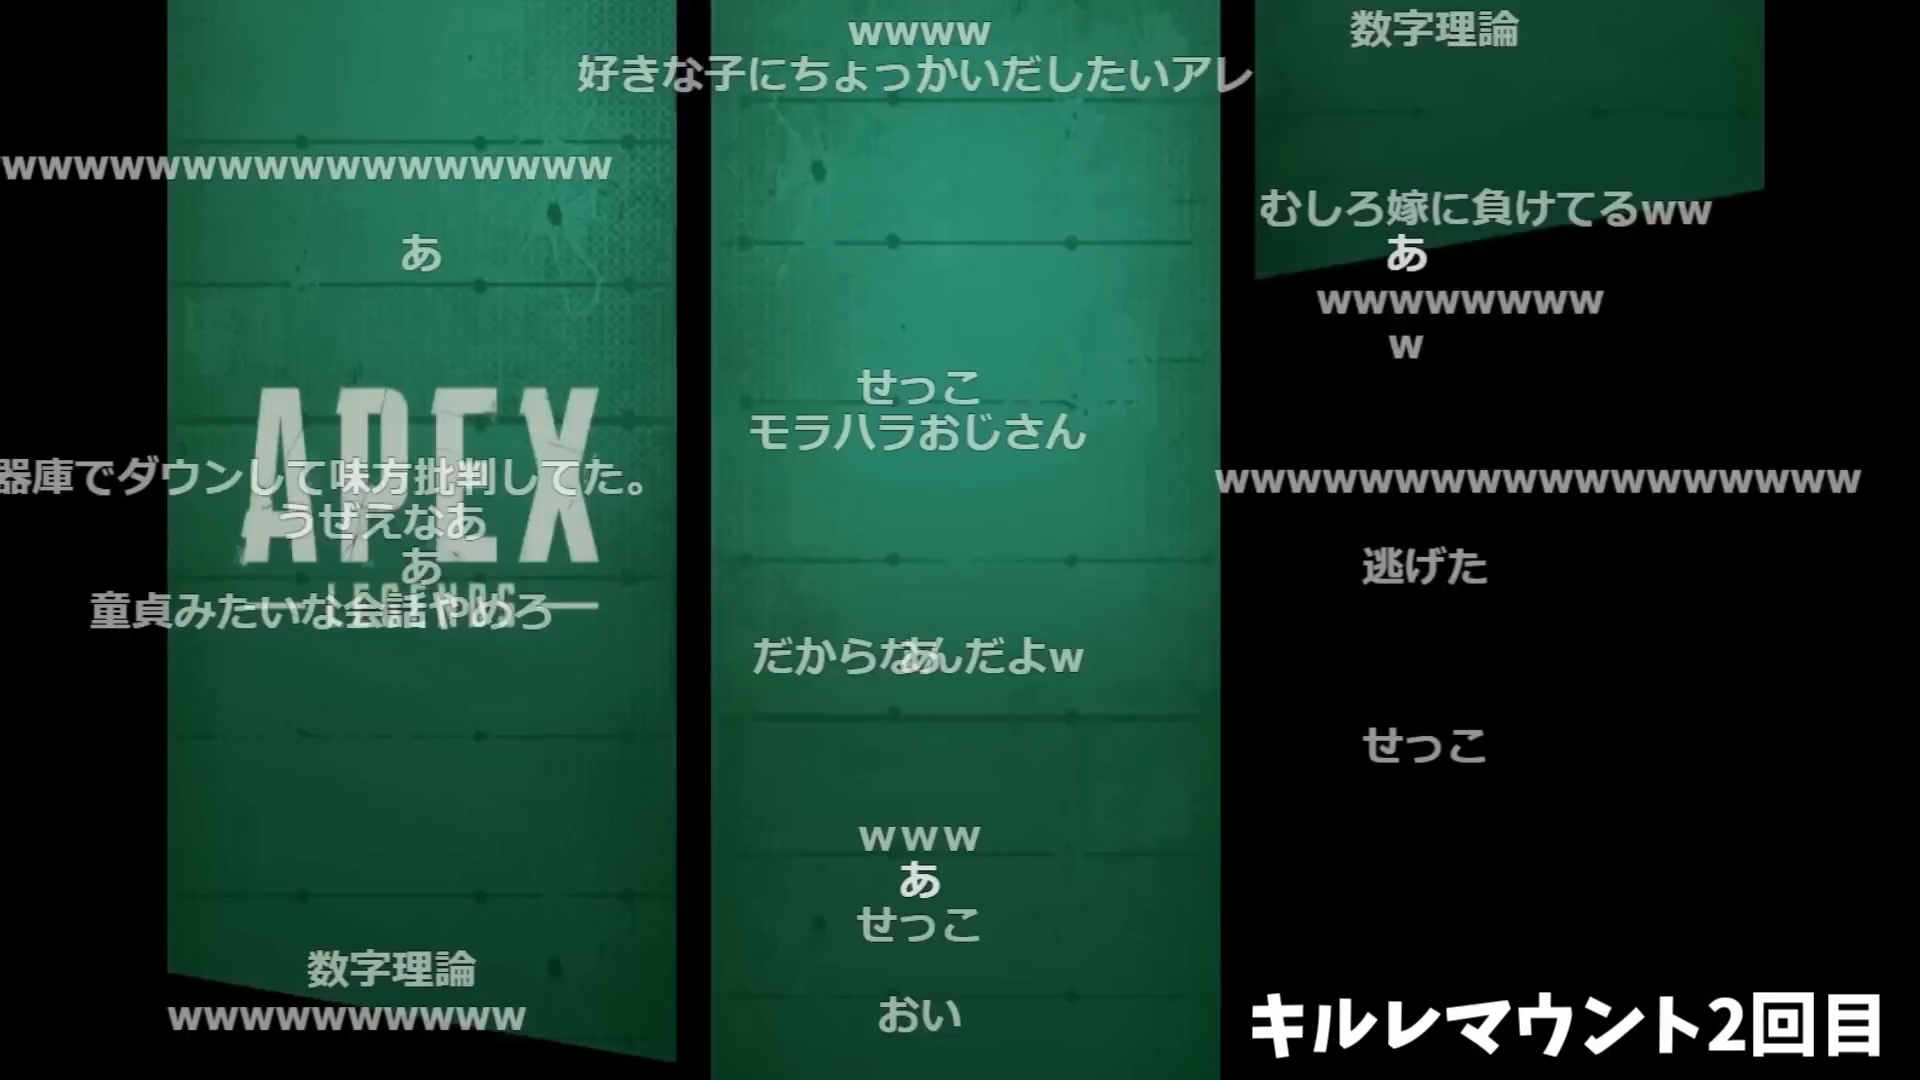 wwww
数字理論
好きな子にちょっかいだしたいアレ
wwwwwwwwwwwwwwwww
むしろ嫁に負けてるww
あ
あ
wwwwwwww
w
せっこ
APEX
モラハラおじさん
器庫でダウンして味方批判してた。
wwwwwwwwwwwwwwwwww
うぜえなあ
あ
逃げた
LEGENDS
童貞みたいな会話やめろ
だからなんだよw
あ
せっこ
www
あ
せっこ
数字理論
wwwwwwwwww
おい
キルレマウント2回目